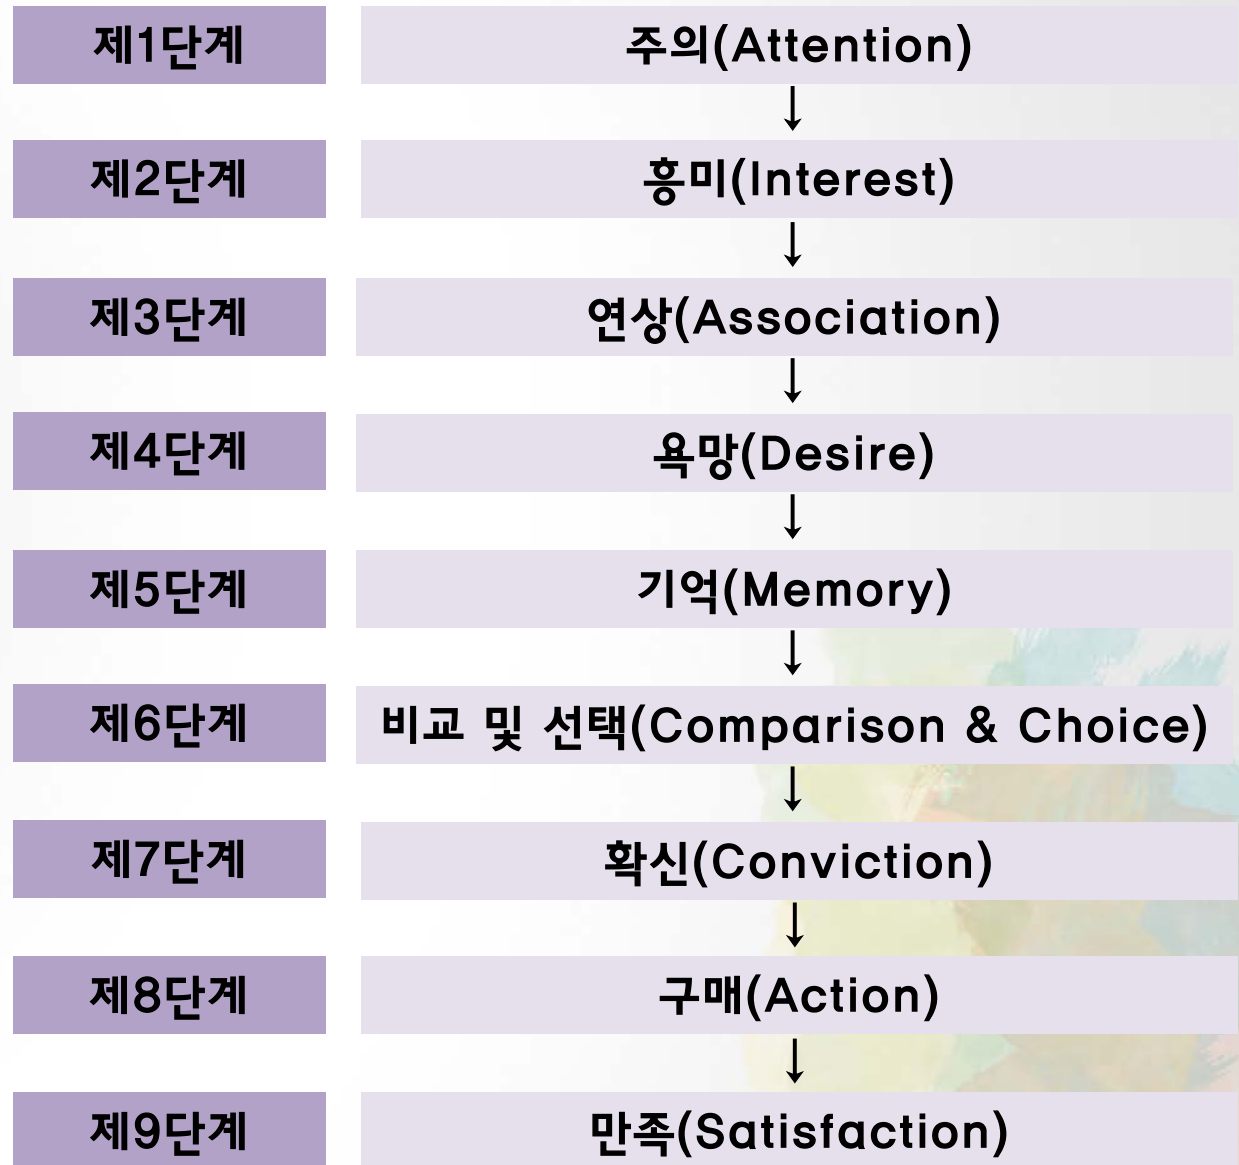 제1단계 주의(Attention)
↓
제2단계 흥미(Interest)
↓
제3단계 연상(Association)
↓
제4단계 욕망(Desire)
↓
제5단계 기억(Memory)
↓
제6단계 비교 및 선택(Comparison & Choice)
↓
제7단계 확신(Conviction)
↓
제8단계 구매(Action)
↓
제9단계 만족(Satisfaction)